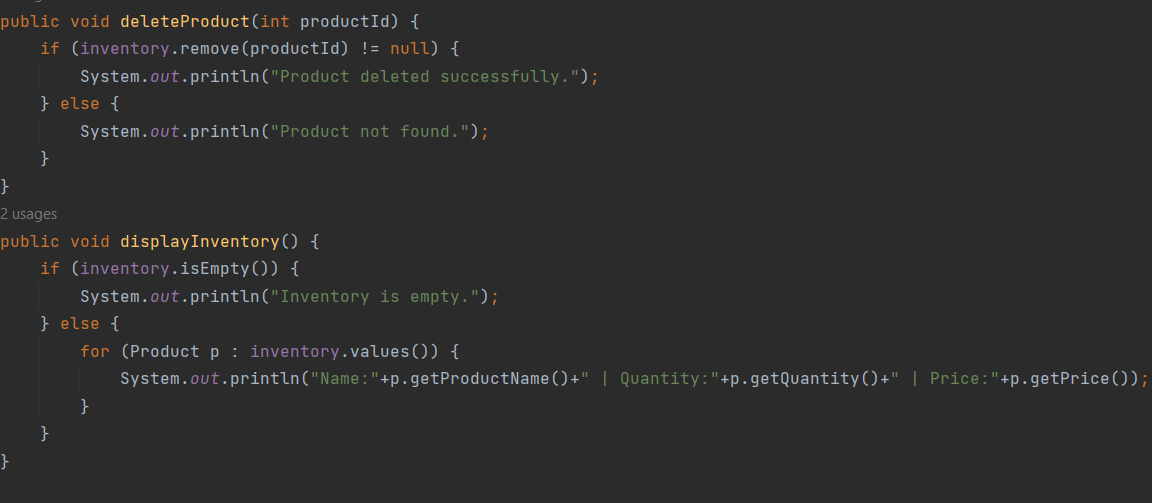 public void deleteProduct(int productId) {
    if (inventory.remove(productId) != null) {
        System.out.println("Product deleted successfully.");
    } else {
        System.out.println("Product not found.");
    }
}
2 usages
public void displayInventory() {
    if (inventory.isEmpty()) {
        System.out.println("Inventory is empty.");
    } else {
        for (Product p : inventory.values()) {
            System.out.println("Name:"+p.getProductName()+" | Quantity:"+p.getQuantity()+" | Price:"+p.getPrice());
        }
    }
}